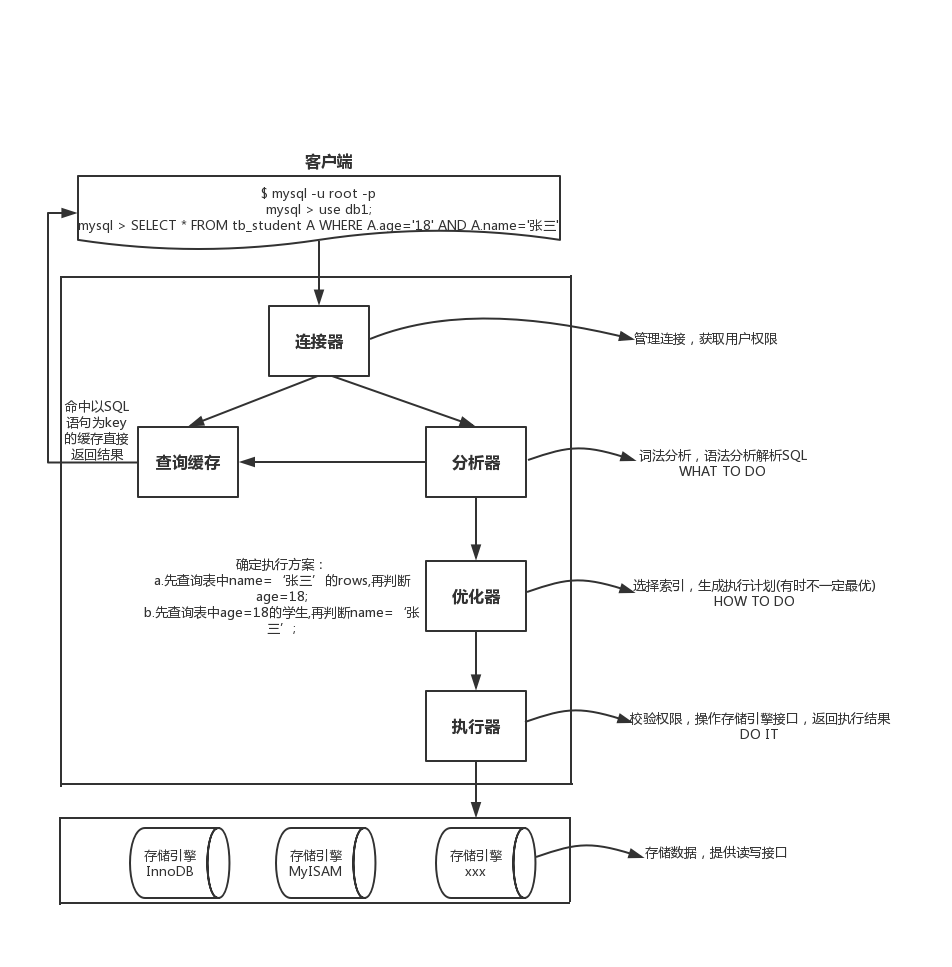 客户端
$ mysql -u root -p
mysql > use db1;
mysql > SELECT * FROM tb_student A WHERE A.age='18' AND A.name='张三'
连接器
管理连接，获取用户权限
命中以SQL
语句为key
的缓存直接
返回结果
查询缓存
分析器
词法分析，语法分析解析SQL
WHAT TO DO
确定执行方案：
a.先查询表中name=‘张三’的rows,再判断
age=18;
b.先查询表中age=18的学生,再判断name=‘张
三’;
优化器
选择索引，生成执行计划(有时不一定最优)
HOW TO DO
执行器
校验权限，操作存储引擎接口，返回执行结果
DO IT
存储引擎
InnoDB
存储引擎
MyISAM
存储引擎
xxx
存储数据，提供读写接口